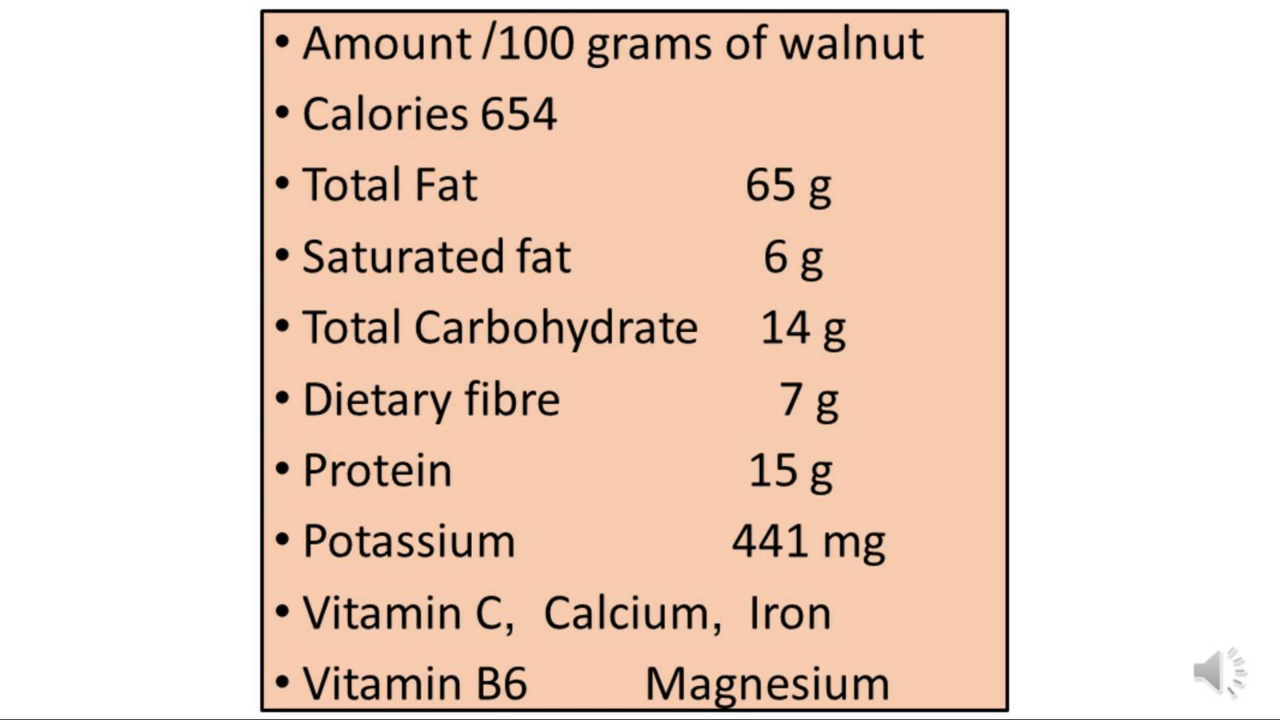 • Amount /100 grams of walnut
• Calories 654
• Total Fat 65 g
• Saturated fat 6 g
• Total Carbohydrate 14 g
• Dietary fibre 7 g
• Protein 15 g
• Potassium 441 mg
• Vitamin C, Calcium, Iron
• Vitamin B6 Magnesium